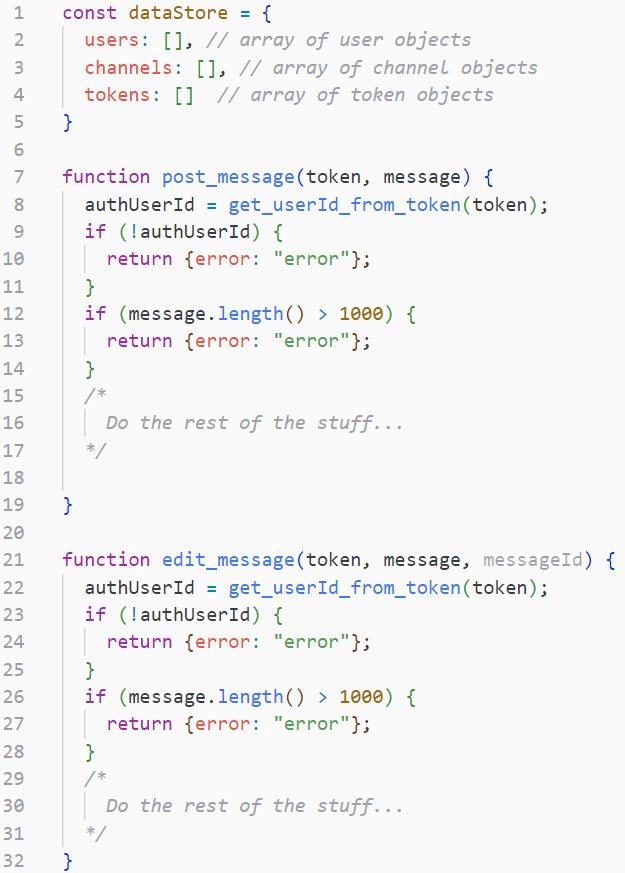 1 const dataStore = {
2   users: [], // array of user objects
3   channels: [], // array of channel objects
4   tokens: []  // array of token objects
5 }
6
7 function post_message(token, message) {
8   authUserId = get_userId_from_token(token);
9   if (!authUserId) {
10     return {error: "error"};
11   }
12   if (message.length() > 1000) {
13     return {error: "error"};
14   }
15   /*
16     Do the rest of the stuff...
17   */
18
19 }
20
21 function edit_message(token, message, messageId) {
22   authUserId = get_userId_from_token(token);
23   if (!authUserId) {
24     return {error: "error"};
25   }
26   if (message.length() > 1000) {
27     return {error: "error"};
28   }
29   /*
30     Do the rest of the stuff...
31   */
32 }